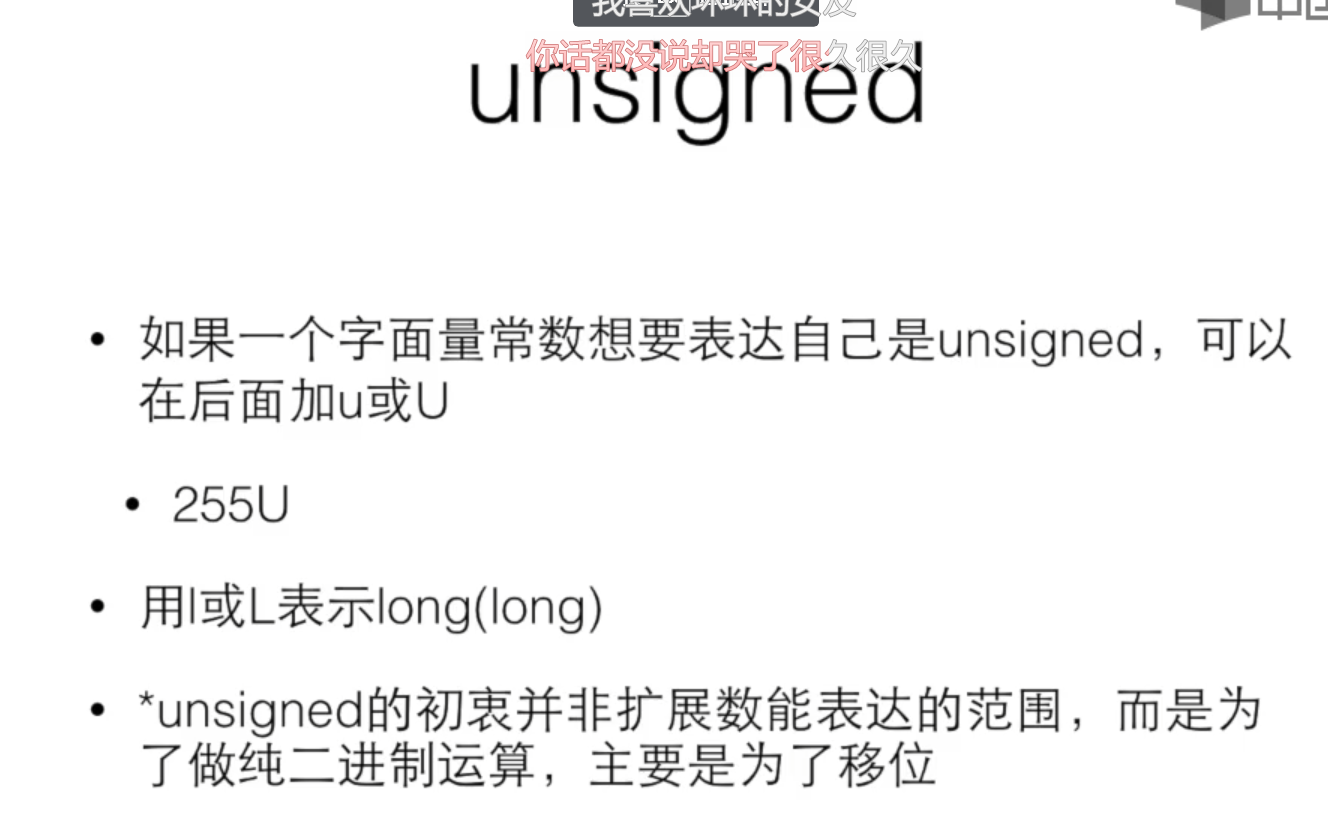 你话都没说却哭了很久很久
unsigned
• 如果一个字面量常数想要表达自己是unsigned，可以
在后面加u或U
• 255U
• 用l或L表示long(long)
• *unsigned的初衷并非扩展数能表达的范围，而是为
了做纯二进制运算，主要是为了移位